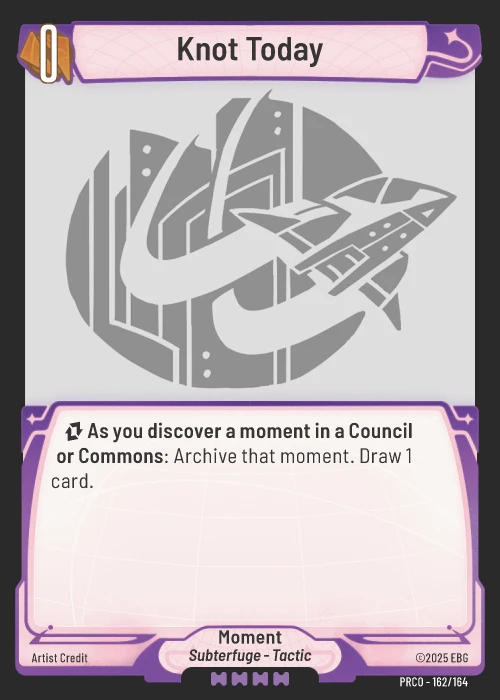 0
Knot Today
As you discover a moment in a Council
or Commons: Archive that moment. Draw 1
card.
Moment
Subterfuge - Tactic
Artist Credit
©2025 EBG
PRCO - 162/164